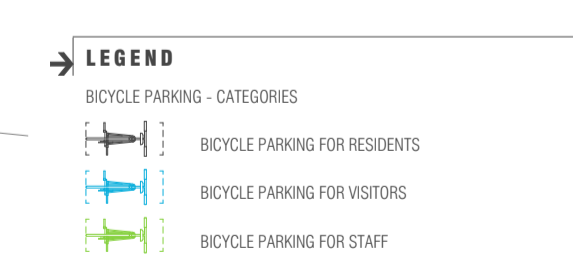 LEGEND
BICYCLE PARKING - CATEGORIES
BICYCLE PARKING FOR RESIDENTS
BICYCLE PARKING FOR VISITORS
BICYCLE PARKING FOR STAFF